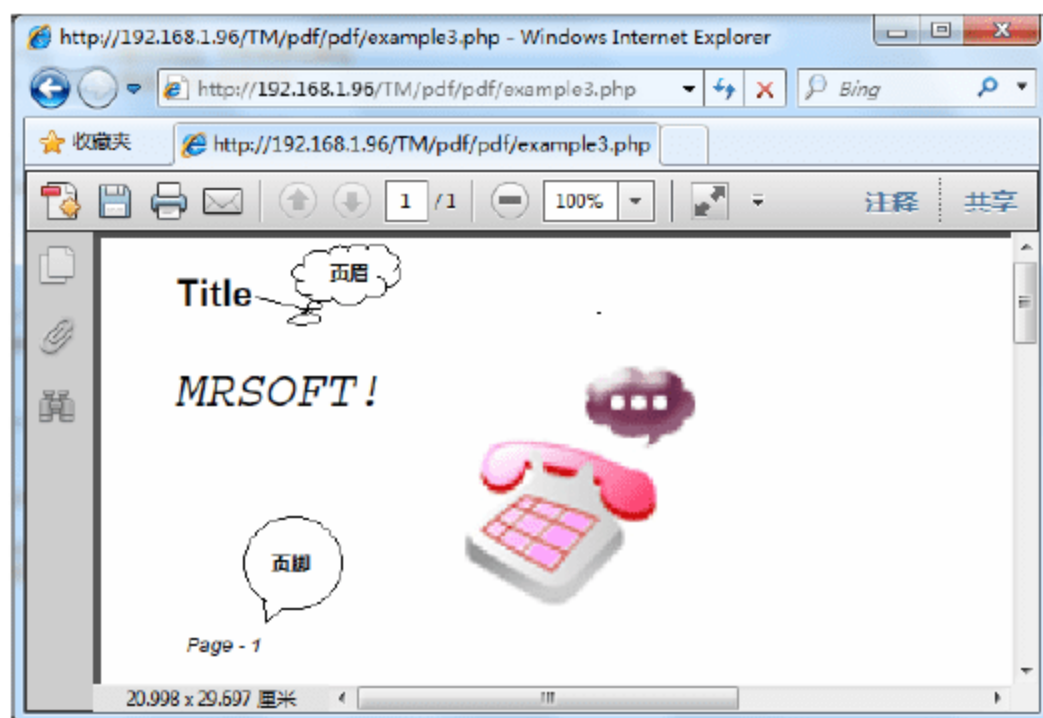 http://192.168.1.96/TM/pdf/pdf/example3.php - Windows Internet Explorer
http://192.168.1.96/TM/pdf/pdf/example3.php
Bing
收藏夹
http://192.168.1.96/TM/pdf/pdf/example3.php
1 / 1
100%
注释
共享
页眉
Title
MRSOFT!
页脚
Page - 1
20.998 x 29.697 厘米